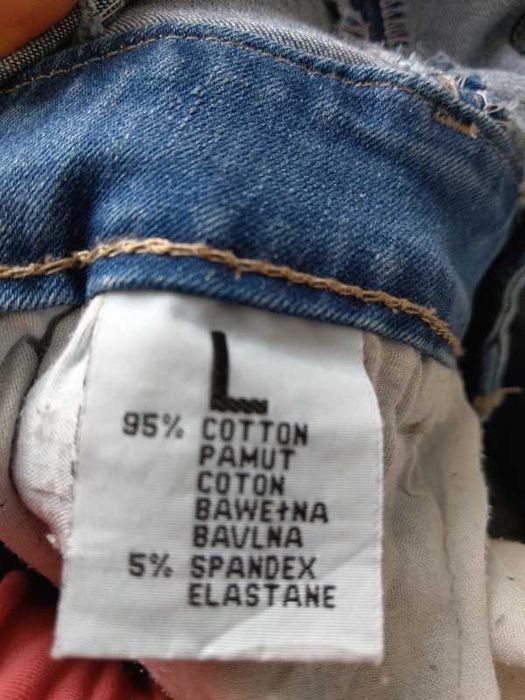 L
95% COTTON
PAMUT
COTON
BAWEŁNA
BAVLNA
5% SPANDEX
ELASTANE